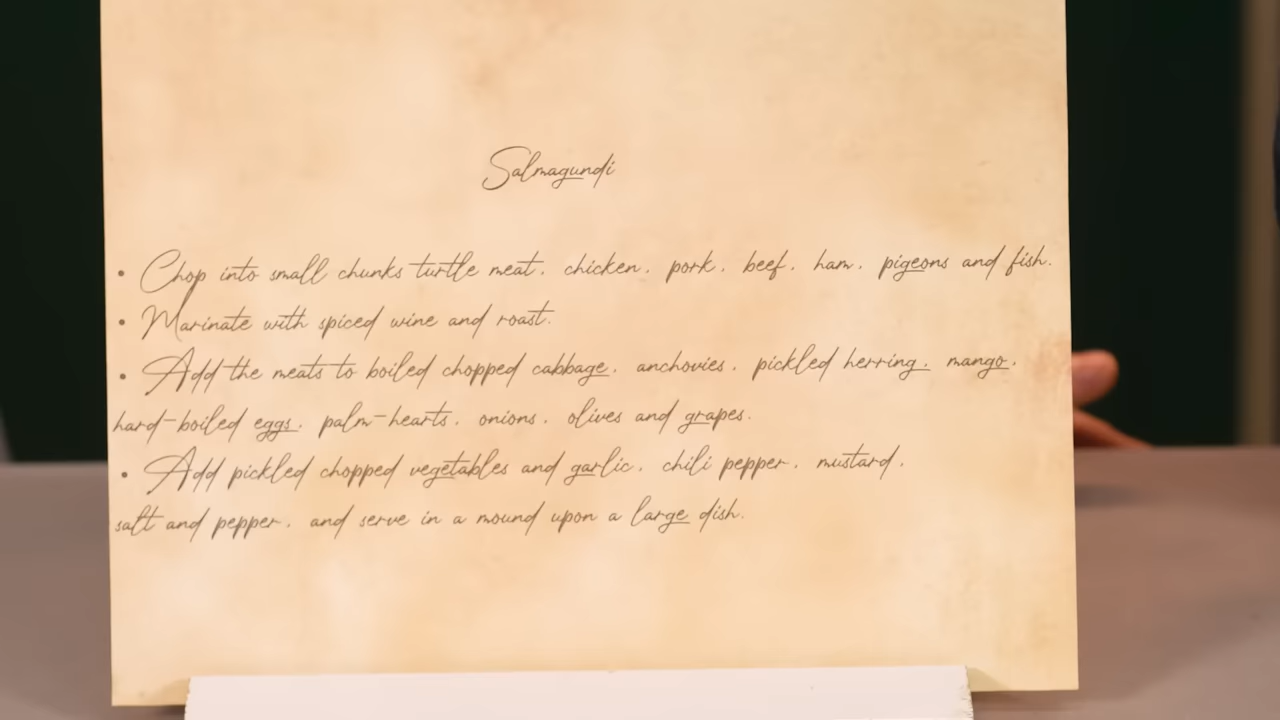 Salmagundi
• Chop into small chunks turtle meat, chicken, pork, beef, ham, pigeons and fish.
• Marinate with spiced wine and roast.
• Add the meats to boiled chopped cabbage, anchovies, pickled herring, mango,
hard-boiled eggs, palm-hearts, onions, olives and grapes.
• Add pickled chopped vegetables and garlic, chili pepper, mustard,
salt and pepper, and serve in a mound upon a large dish.